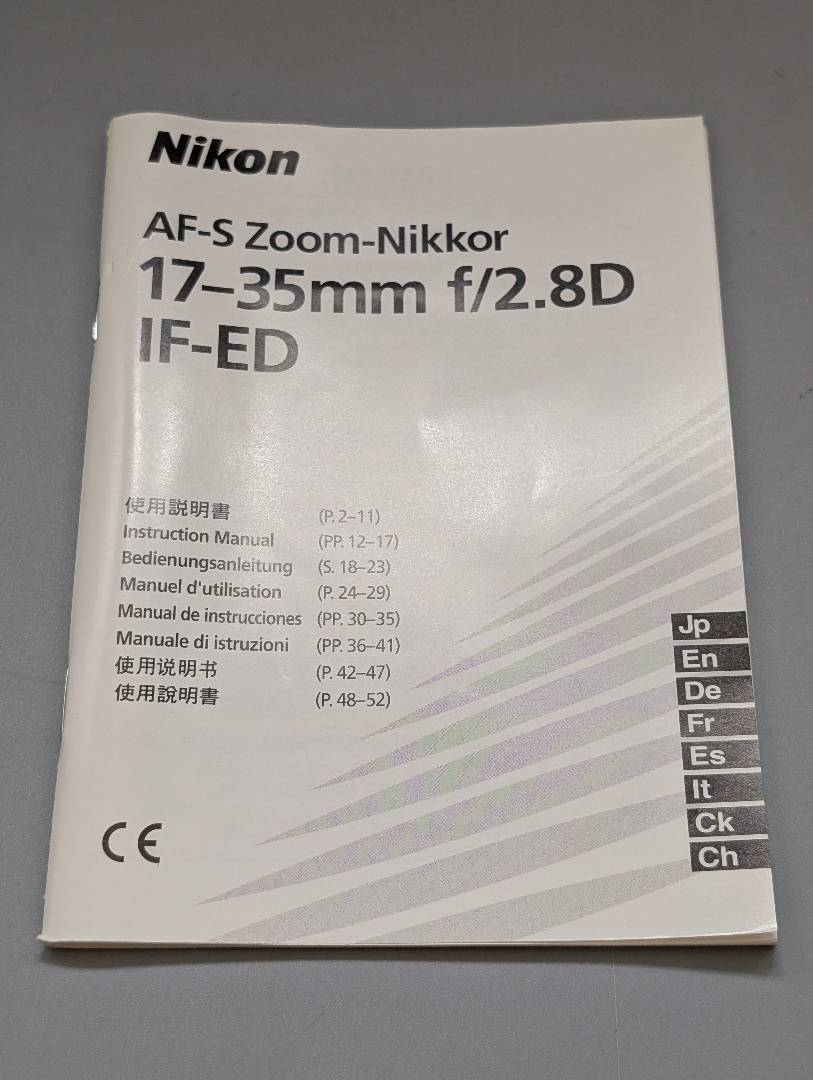 Nikon
AF-S Zoom-Nikkor
17–35mm f/2.8D
IF-ED
使用説明書 (P. 2–11)
Instruction Manual (PP. 12–17)
Bedienungsanleitung (S. 18–23)
Manuel d'utilisation (P. 24–29)
Manual de instrucciones (PP. 30–35)
Manuale di istruzioni (PP. 36–41)
使用说明书 (P. 42–47)
使用說明書 (P. 48–52)
Jp
En
De
Fr
Es
It
Ck
Ch
CE